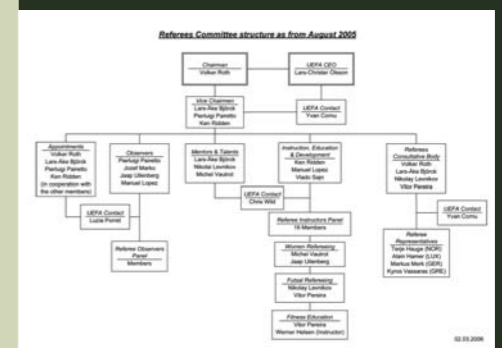 Referees Committee structure as from August 2005
Chairman
Volker Roth
UEFA CEO
Lars-Christer Olsson
Vice Chairmen
Lars-Åke Björck
Pierluigi Pairetto
Ken Ridden
UEFA Contact
Yvan Cornu
Appointments
Volker Roth
Lars-Åke Björck
Pierluigi Pairetto
Ken Ridden
(in cooperation with
the other members)
Observers
Pierluigi Pairetto
Jozef Marko
Jaap Uilenberg
Manuel Lopez
Mentors & Talents
Lars-Åke Björck
Nikolai Levnikov
Michel Vautrot
Instruction, Education
& Development
Ken Ridden
Manuel Lopez
Vlado Sajn
Referees
Consultative Body
Volker Roth
Lars-Åke Björck
Nikolay Levnikov
Vitor Pereira
UEFA Contact
Luzia Perret
UEFA Contact
Chris Wild
UEFA Contact
Yvan Cornu
Referee Observers
Panel
Members
Referee Instructors Panel
16 Members
Referee
Representatives
Terje Hauge (NOR)
Alain Hamer (LUX)
Markus Merk (GER)
Kyros Vassaras (GRE)
Women Refereeing
Michel Vautrot
Jaap Uilenberg
Futsal Refereeing
Nikolay Levnikov
Vitor Pereira
Fitness Education
Vitor Pereira
Werner Helsen (Instructor)
02.03.2006